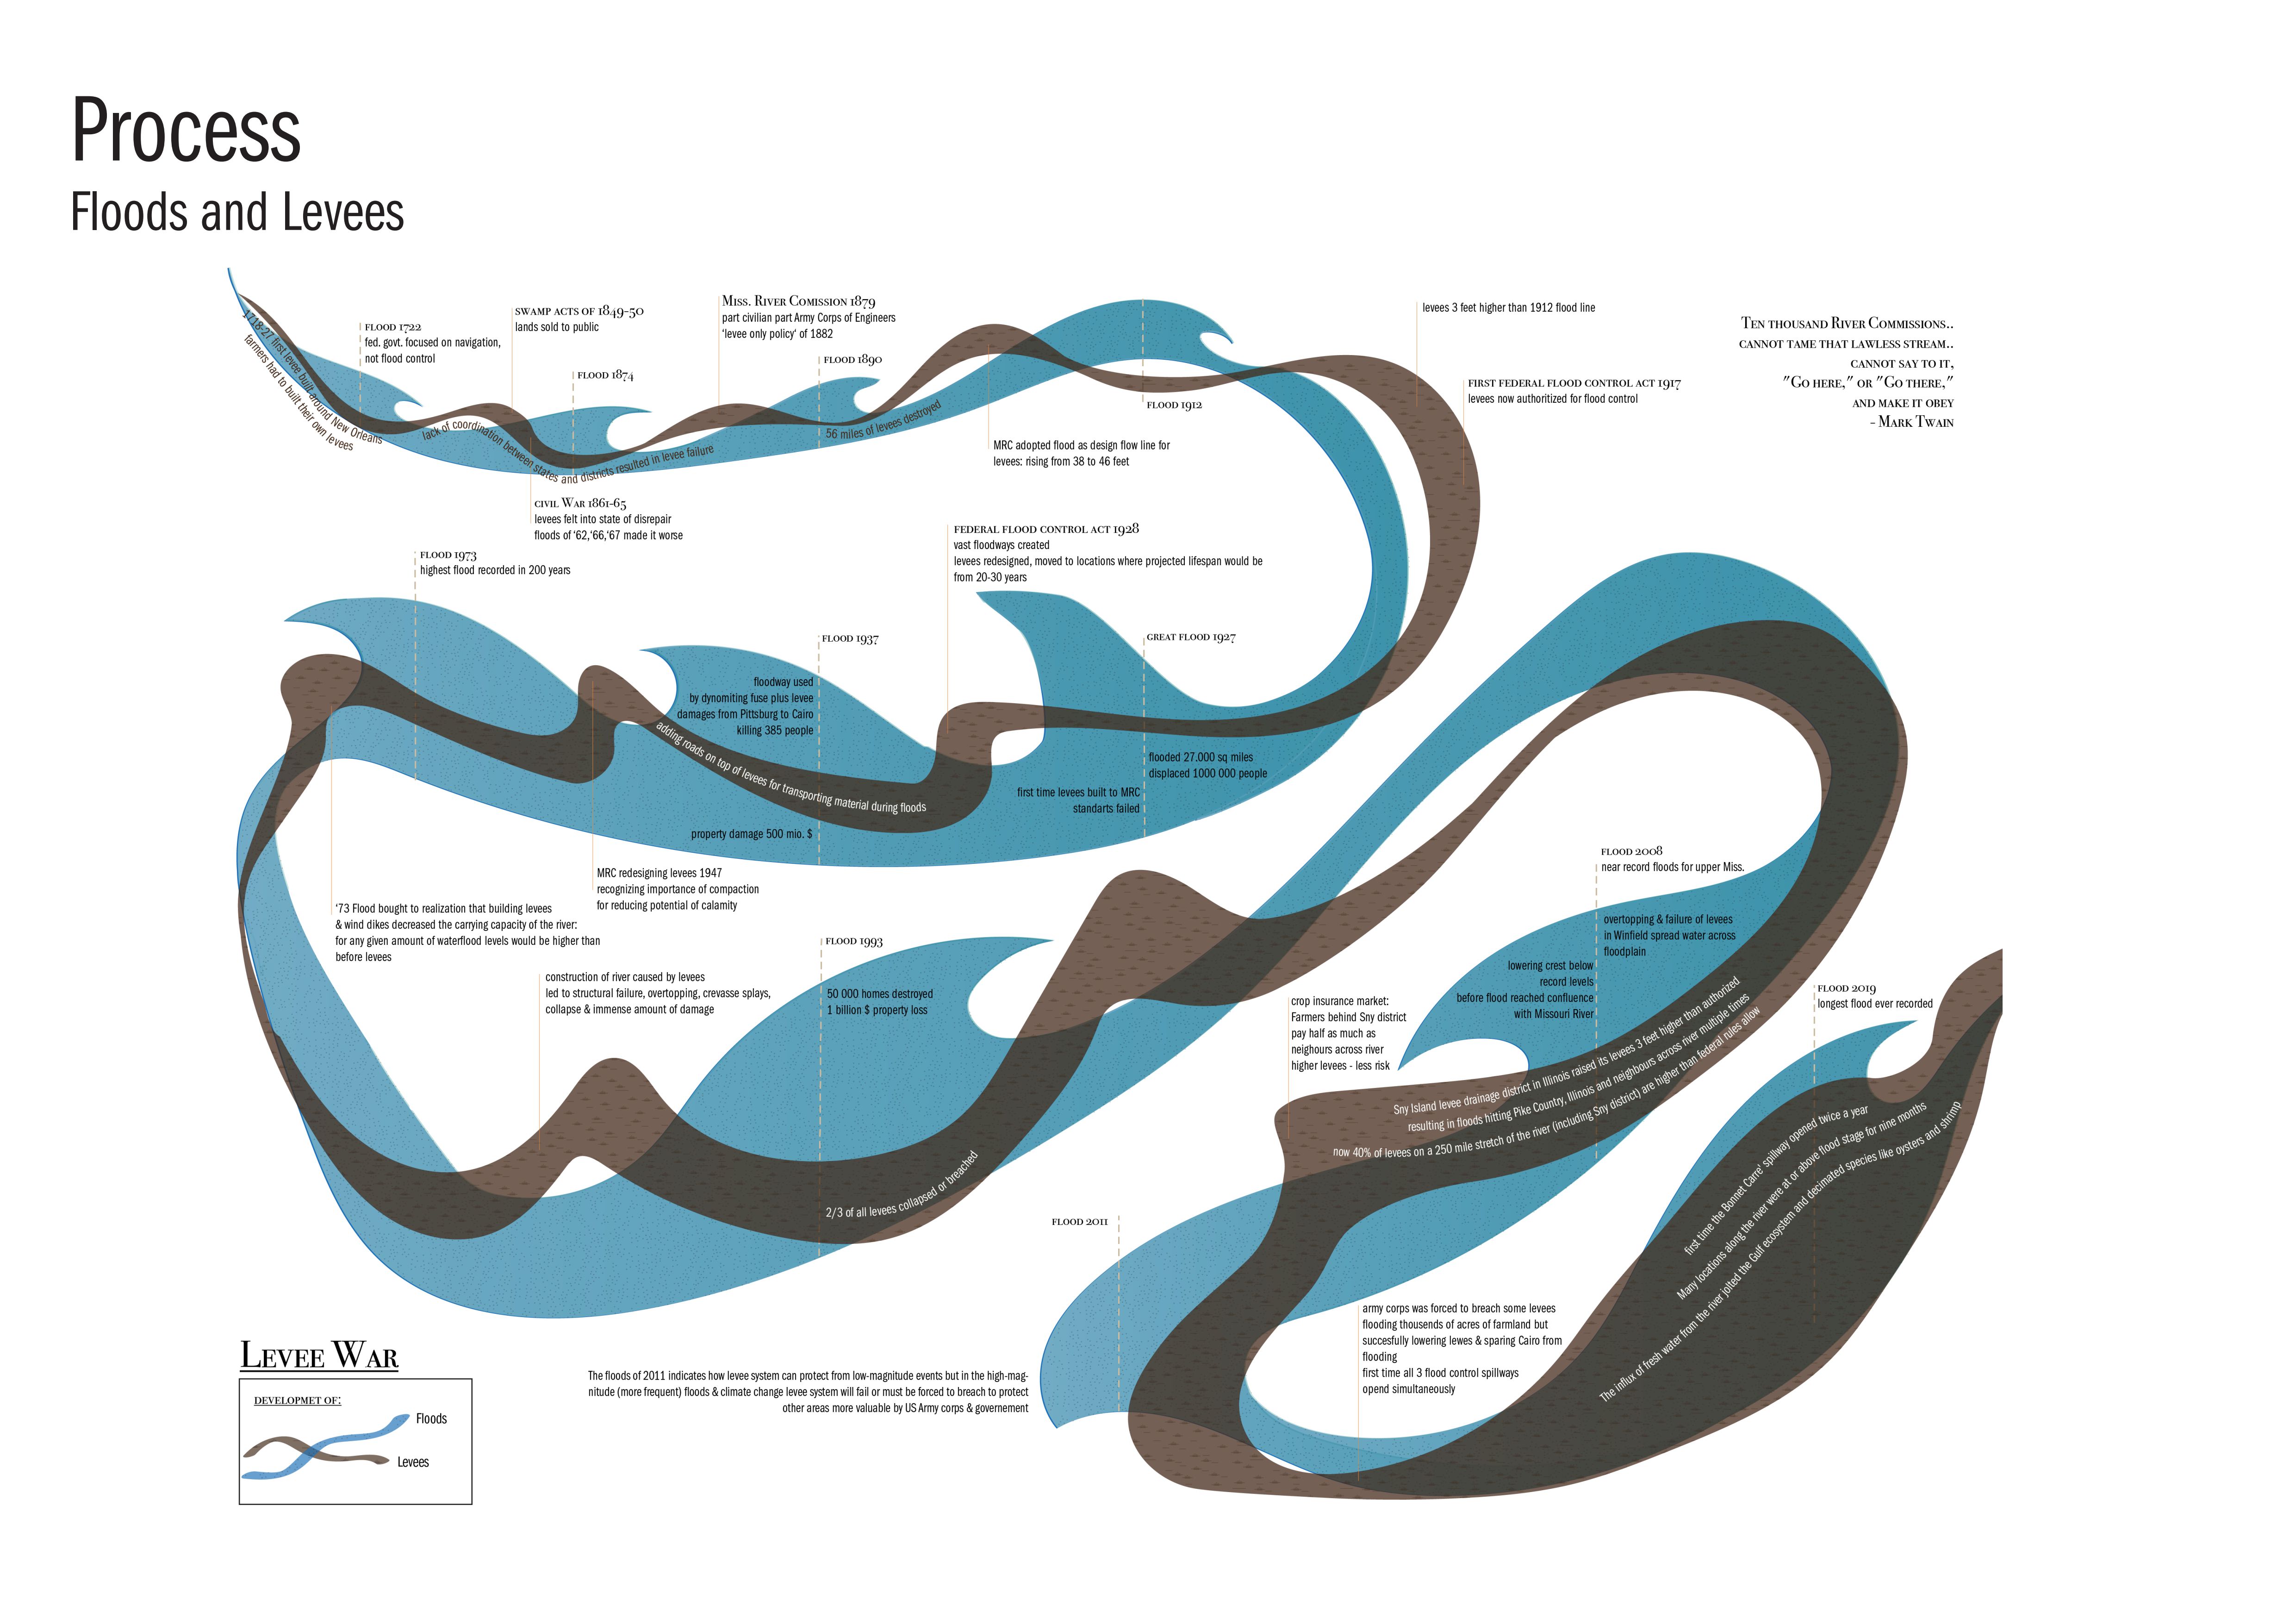 Process
Floods and Levees
1718-27 first levee built around New Orleans
farmers had to built their own levees
FLOOD 1722
fed. govt. focused on navigation,
not flood control
SWAMP ACTS OF 1849-50
lands sold to public
lack of coordination between states and districts resulted in levee failure
FLOOD 1874
CIVIL WAR 1861-65
levees felt into state of disrepair
floods of ‘62,‘66,‘67 made it worse
MISS. RIVER COMISSION 1879
part civilian part Army Corps of Engineers
‘levee only policy‘ of 1882
FLOOD 1890
56 miles of levees destroyed
MRC adopted flood as design flow line for
levees: rising from 38 to 46 feet
FLOOD 1912
levees 3 feet higher than 1912 flood line
FIRST FEDERAL FLOOD CONTROL ACT 1917
levees now authoritized for flood control
TEN THOUSAND RIVER COMMISSIONS..
CANNOT TAME THAT LAWLESS STREAM..
CANNOT SAY TO IT,
"GO HERE," OR "GO THERE,"
AND MAKE IT OBEY
- MARK TWAIN
GREAT FLOOD 1927
flooded 27.000 sq miles
displaced 1000 000 people
first time levees built to MRC
standarts failed
FEDERAL FLOOD CONTROL ACT 1928
vast floodways created
levees redesigned, moved to locations where projected lifespan would be
from 20-30 years
FLOOD 1937
floodway used
by dynomiting fuse plus levee
damages from Pittsburg to Cairo
killing 385 people
adding roads on top of levees for transporting material during floods
property damage 500 mio. $
MRC redesigning levees 1947
recognizing importance of compaction
for reducing potential of calamity
FLOOD 1973
highest flood recorded in 200 years
‘73 Flood bought to realization that building levees
& wind dikes decreased the carrying capacity of the river:
for any given amount of waterflood levels would be higher than
before levees
construction of river caused by levees
led to structural failure, overtopping, crevasse splays,
collapse & immense amount of damage
FLOOD 1993
50 000 homes destroyed
1 billion $ property loss
2/3 of all levees collapsed or breached
FLOOD 2008
near record floods for upper Miss.
overtopping & failure of levees
in Winfield spread water across
floodplain
lowering crest below
record levels
before flood reached confluence
with Missouri River
crop insurance market:
Farmers behind Sny district
pay half as much as
neighours across river
higher levees - less risk
Sny Island levee drainage district in Illinois raised its levees 3 feet higher than authorized
resulting in floods hitting Pike Country, Illinois and neighbours across river multiple times
now 40% of levees on a 250 mile stretch of the river (including Sny district) are higher than federal rules allow
FLOOD 2011
army corps was forced to breach some levees
flooding thousends of acres of farmland but
succesfully lowering lewes & sparing Cairo from
flooding
first time all 3 flood control spillways
opend simultaneously
The floods of 2011 indicates how levee system can protect from low-magnitude events but in the high-mag-
nitude (more frequent) floods & climate change levee system will fail or must be forced to breach to protect
other areas more valuable by US Army corps & governement
FLOOD 2019
longest flood ever recorded
first time the Bonnet Carre‘ spillway opened twice a year
Many locations along the river were at or above flood stage for nine months
The influx of fresh water from the river jolted the Gulf ecosystem and decimated species like oysters and shrimp
LEVEE WAR
DEVELOPMET OF:
Floods
Levees